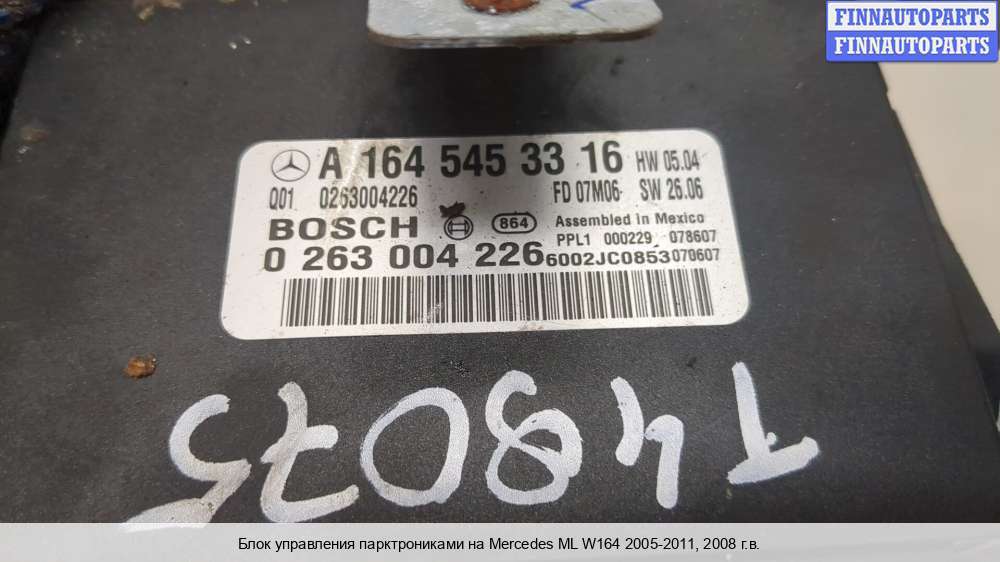 FINNAUTOPARTS
FINNAUTOPARTS
A 164 545 33 16 HW 05.04
Q01 0263004226 FD 07M06 SW 26.06
BOSCH 864 Assembled in Mexico
PPL1 000229 078607
0 263 004 226 6002JC0853070607
T48075
Блок управления парктрониками на Mercedes ML W164 2005-2011, 2008 г.в.